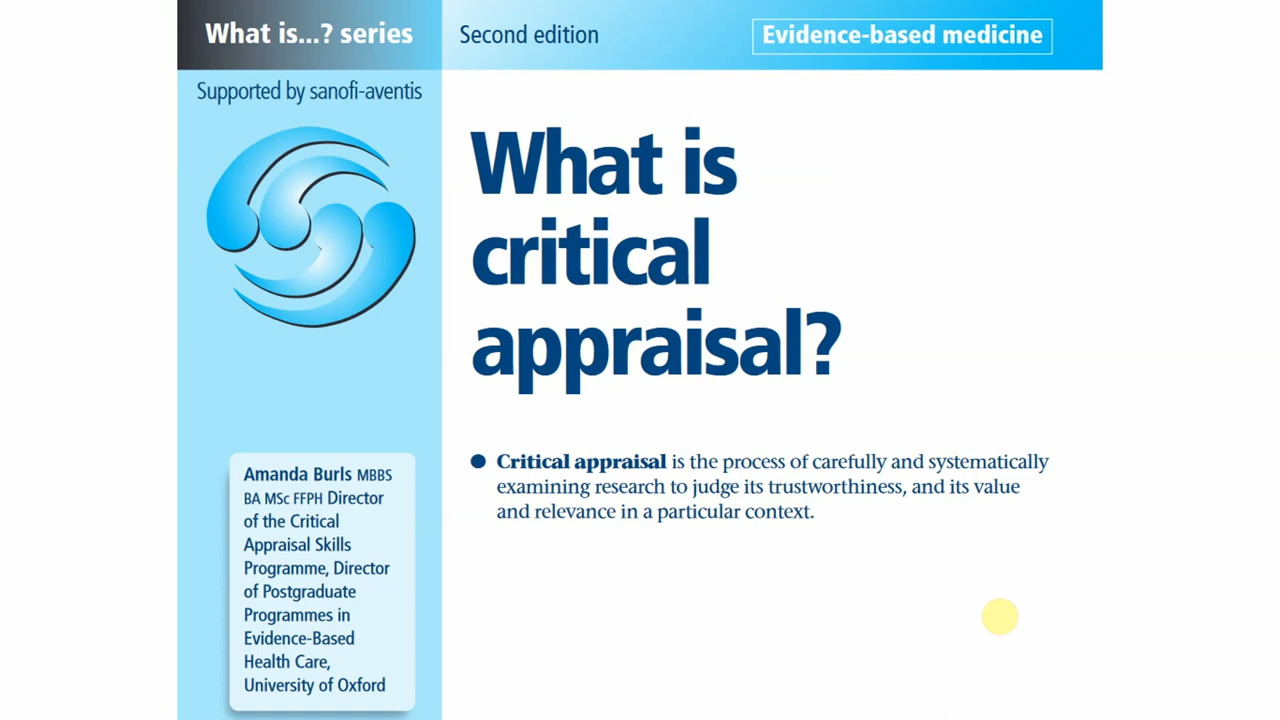 What is...? series
Second edition
Evidence-based medicine
Supported by sanofi-aventis
What is
critical
appraisal?
● Critical appraisal is the process of carefully and systematically
examining research to judge its trustworthiness, and its value
and relevance in a particular context.
Amanda Burls MBBS
BA MSc FFPH Director
of the Critical
Appraisal Skills
Programme, Director
of Postgraduate
Programmes in
Evidence-Based
Health Care,
University of Oxford